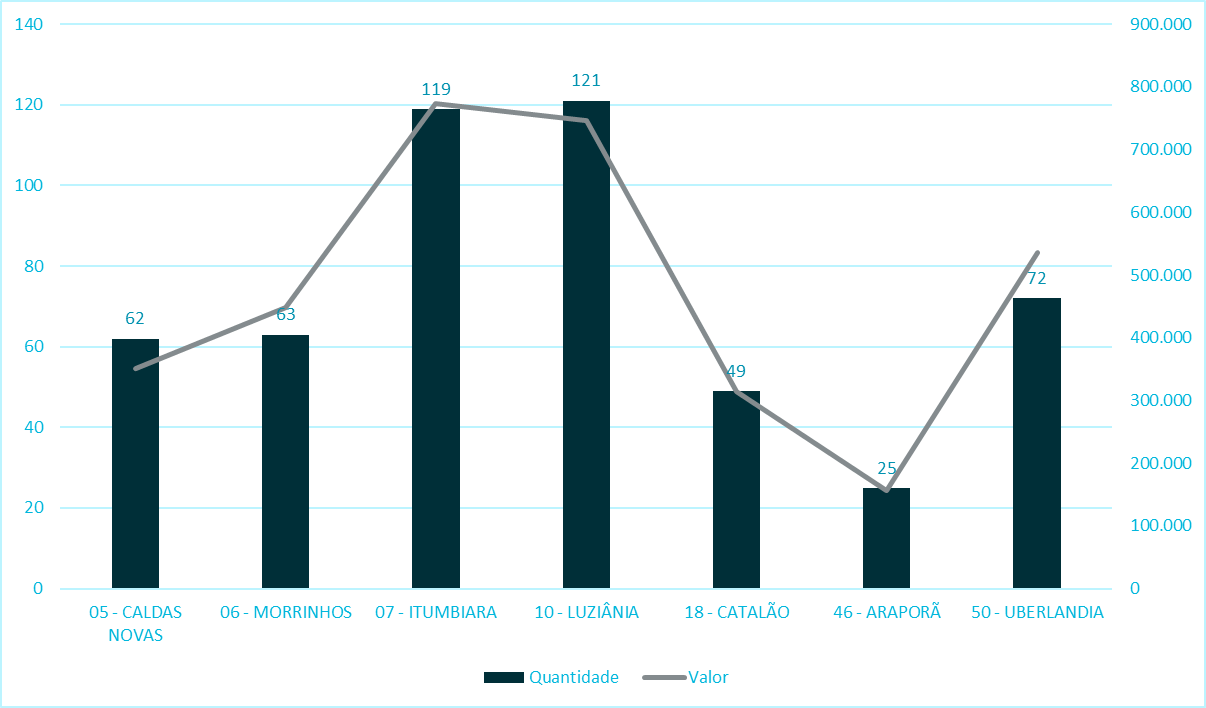 140
120
100
80
60
40
20
0
900.000
800.000
700.000
600.000
500.000
400.000
300.000
200.000
100.000
0
62
63
119
121
49
25
72
05 - CALDAS
NOVAS
06 - MORRINHOS
07 - ITUMBIARA
10 - LUZIÂNIA
18 - CATALÃO
46 - ARAPORÃ
50 - UBERLANDIA
Quantidade
Valor